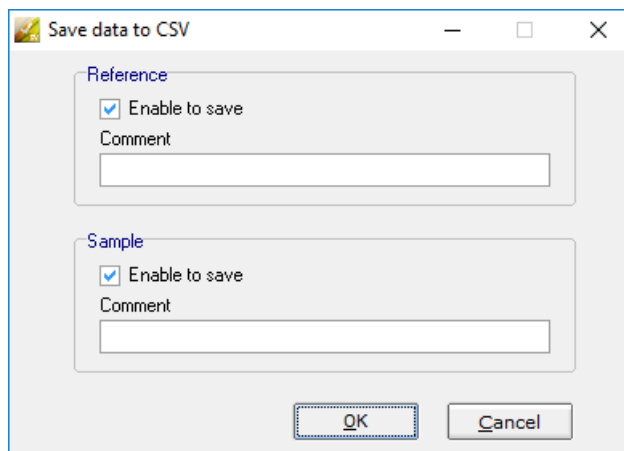 Save data to CSV
Reference
Enable to save
Comment
Sample
Enable to save
Comment
OK
Cancel